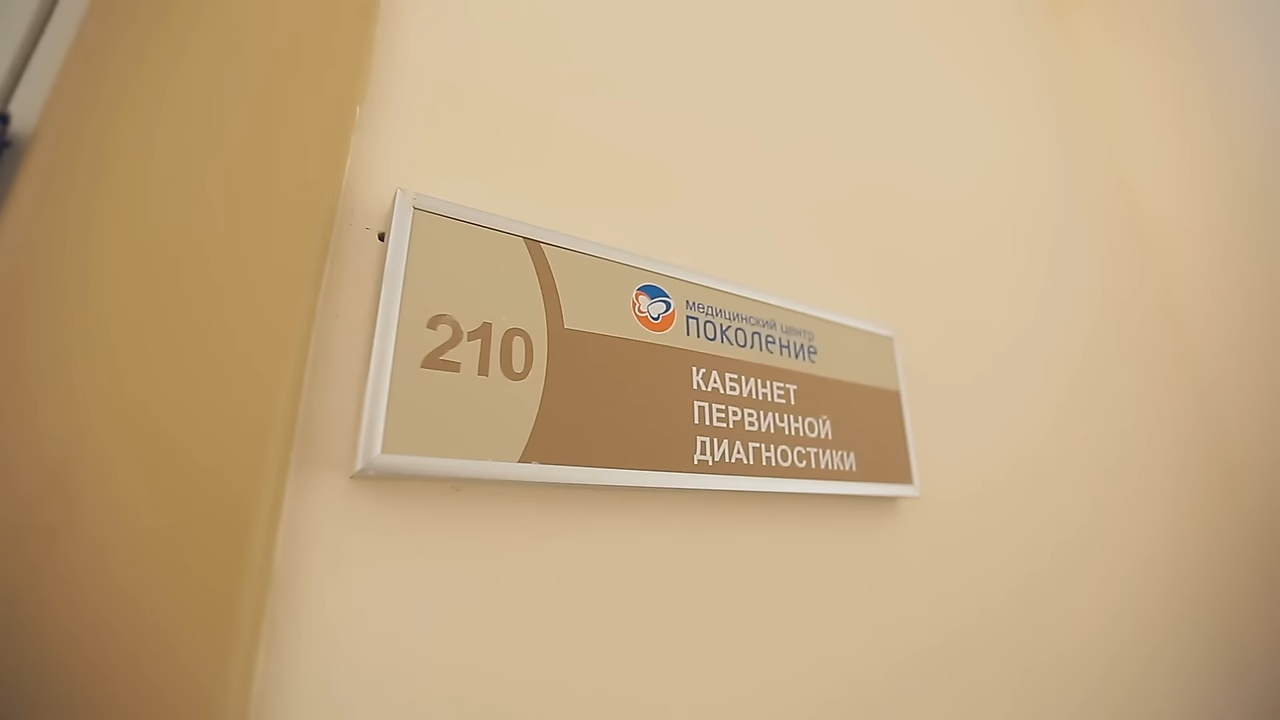 210
медицинский центр
поколение
КАБИНЕТ
ПЕРВИЧНОЙ
ДИАГНОСТИКИ